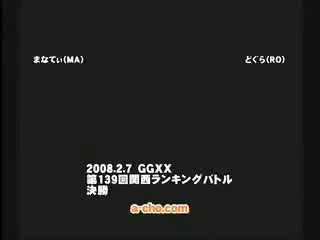 まなてぃ(MA)
どぐら(RO)
2008.2.7 GGXX
第139回関西ランキングバトル
決勝
a-cho.com